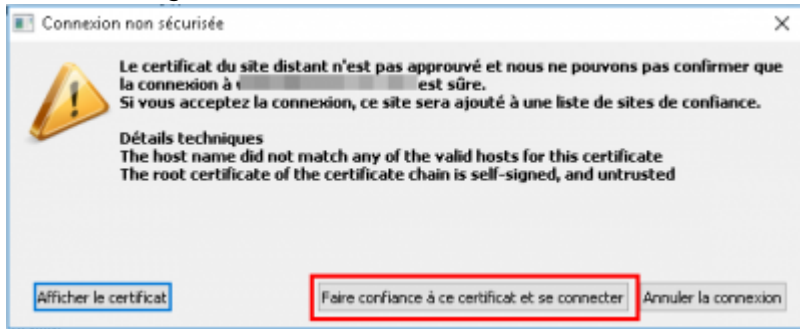 Connexion non sécurisée
Le certificat du site distant n'est pas approuvé et nous ne pouvons pas confirmer que
la connexion à est sûre.
Si vous acceptez la connexion, ce site sera ajouté à une liste de sites de confiance.
Détails techniques
The host name did not match any of the valid hosts for this certificate
The root certificate of the certificate chain is self-signed, and untrusted
Afficher le certificat Faire confiance à ce certificat et se connecter Annuler la connexion